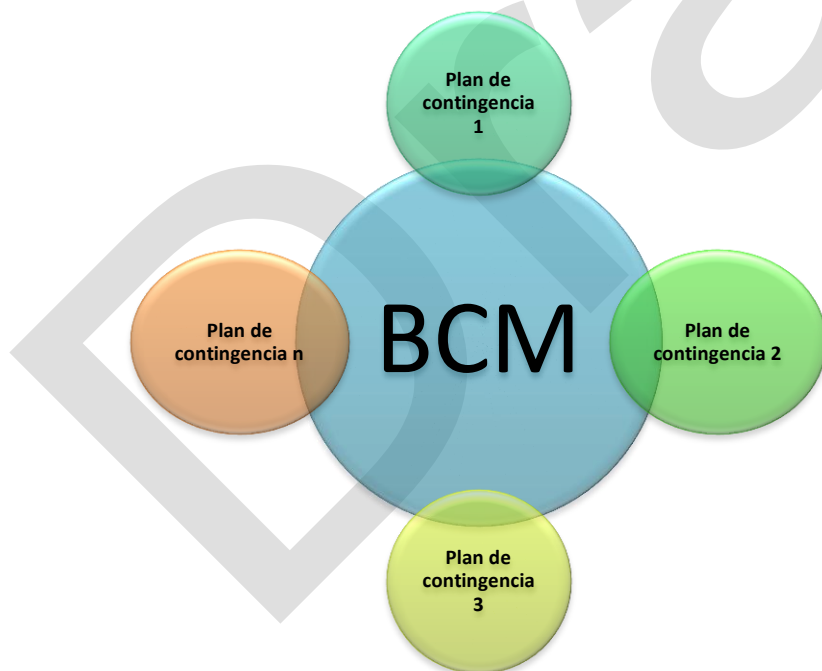 Plan de
contingencia
1
Plan de
contingencia n
BCM
Plan de
contingencia 2
Plan de
contingencia
3